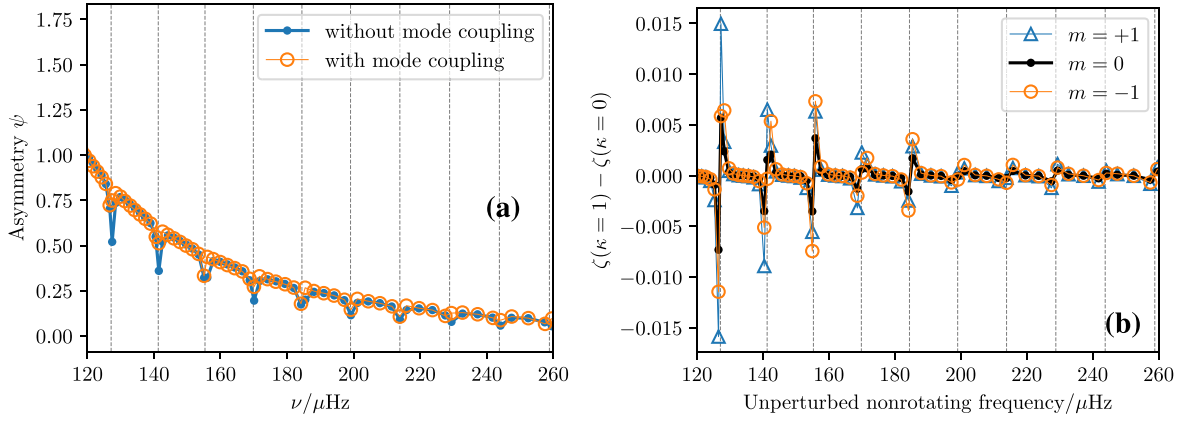 1.75
1.50
1.25
1.00
0.75
0.50
0.25
0.00
Asymmetry ψ
without mode coupling
with mode coupling
(a)
120 140 160 180 200 220 240 260
ν/μHz
0.015
0.010
0.005
0.000
−0.005
−0.010
−0.015
ζ(κ = 1) − ζ(κ = 0)
m = +1
m = 0
m = −1
(b)
120 140 160 180 200 220 240 260
Unperturbed nonrotating frequency/μHz